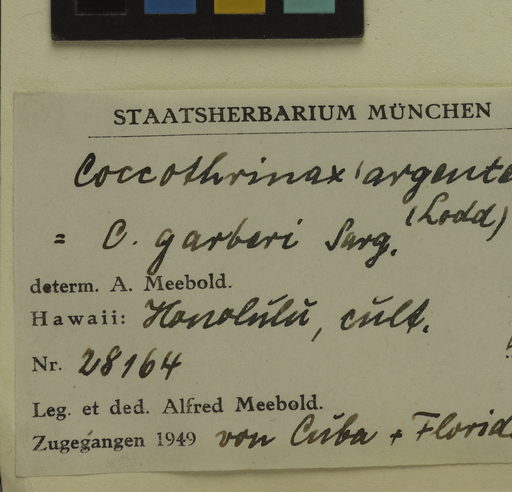 STAATSHERBARIUM MÜNCHEN
Coccothrinax argente
(Lodd)
= C. garberi Sarg.
determ. A. Meebold.
Hawaii: Honolulu, cult.
Nr. 28164
Leg. et ded. Alfred Meebold.
Zugegangen 1949 von Cuba + Florid